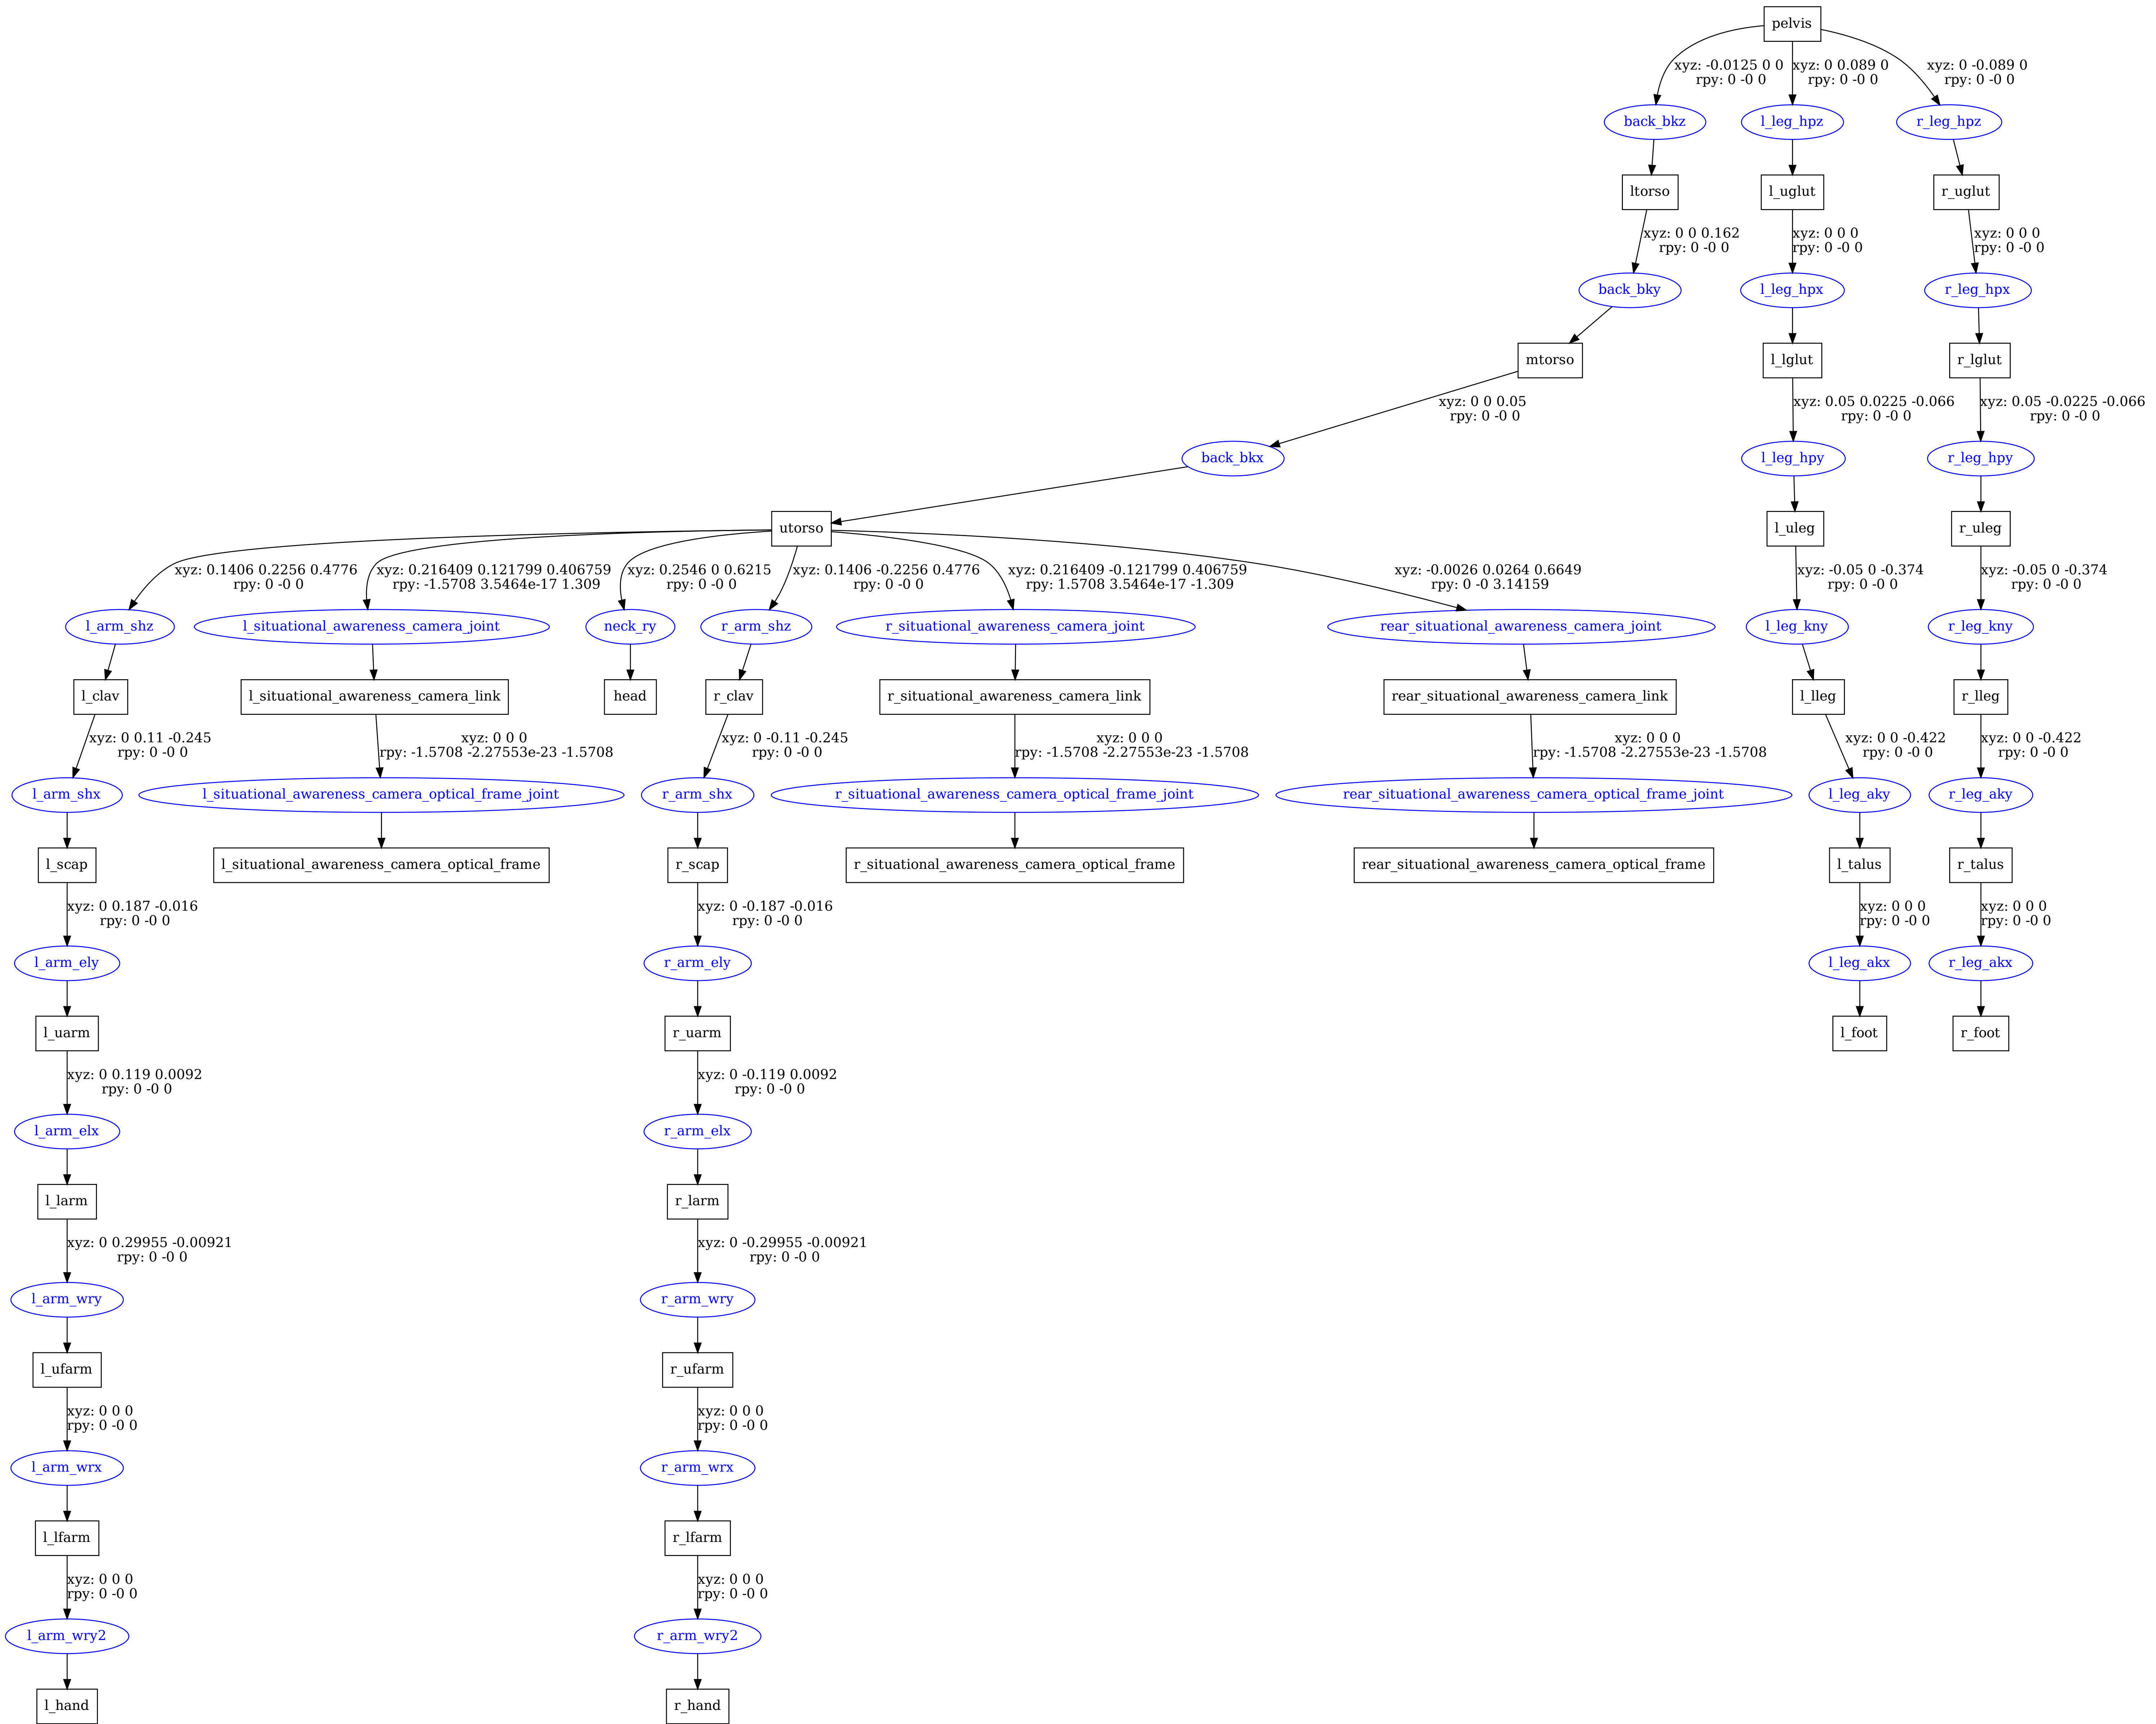 pelvis
xyz: -0.0125 0 0
rpy: 0 -0 0
xyz: 0 0.089 0
rpy: 0 -0 0
xyz: 0 -0.089 0
rpy: 0 -0 0
back_bkz
l_leg_hpz
r_leg_hpz
ltorso
l_uglut
r_uglut
xyz: 0 0 0.162
rpy: 0 -0 0
xyz: 0 0 0
rpy: 0 -0 0
xyz: 0 0 0
rpy: 0 -0 0
back_bky
l_leg_hpx
r_leg_hpx
mtorso
l_lglut
r_lglut
xyz: 0 0 0.05
rpy: 0 -0 0
xyz: 0.05 0.0225 -0.066
rpy: 0 -0 0
xyz: 0.05 -0.0225 -0.066
rpy: 0 -0 0
back_bkx
l_leg_hpy
r_leg_hpy
utorso
l_uleg
r_uleg
xyz: 0.1406 0.2256 0.4776
rpy: 0 -0 0
xyz: 0.216409 0.121799 0.406759
rpy: -1.5708 3.5464e-17 1.309
xyz: 0.2546 0 0.6215
rpy: 0 -0 0
xyz: 0.1406 -0.2256 0.4776
rpy: 0 -0 0
xyz: 0.216409 -0.121799 0.406759
rpy: 1.5708 3.5464e-17 -1.309
xyz: -0.0026 0.0264 0.6649
rpy: 0 -0 3.14159
xyz: -0.05 0 -0.374
rpy: 0 -0 0
xyz: -0.05 0 -0.374
rpy: 0 -0 0
l_arm_shz
l_situational_awareness_camera_joint
neck_ry
r_arm_shz
r_situational_awareness_camera_joint
rear_situational_awareness_camera_joint
l_leg_kny
r_leg_kny
l_clav
l_situational_awareness_camera_link
head
r_clav
r_situational_awareness_camera_link
rear_situational_awareness_camera_link
l_lleg
r_lleg
xyz: 0 0.11 -0.245
rpy: 0 -0 0
xyz: 0 0 0
rpy: -1.5708 -2.27553e-23 -1.5708
xyz: 0 -0.11 -0.245
rpy: 0 -0 0
xyz: 0 0 0
rpy: -1.5708 -2.27553e-23 -1.5708
xyz: 0 0 0
rpy: -1.5708 -2.27553e-23 -1.5708
xyz: 0 0 -0.422
rpy: 0 -0 0
xyz: 0 0 -0.422
rpy: 0 -0 0
l_arm_shx
l_situational_awareness_camera_optical_frame_joint
r_arm_shx
r_situational_awareness_camera_optical_frame_joint
rear_situational_awareness_camera_optical_frame_joint
l_leg_aky
r_leg_aky
l_scap
l_situational_awareness_camera_optical_frame
r_scap
r_situational_awareness_camera_optical_frame
rear_situational_awareness_camera_optical_frame
l_talus
r_talus
xyz: 0 0.187 -0.016
rpy: 0 -0 0
xyz: 0 -0.187 -0.016
rpy: 0 -0 0
xyz: 0 0 0
rpy: 0 -0 0
xyz: 0 0 0
rpy: 0 -0 0
l_arm_ely
r_arm_ely
l_leg_akx
r_leg_akx
l_uarm
r_uarm
l_foot
r_foot
xyz: 0 0.119 0.0092
rpy: 0 -0 0
xyz: 0 -0.119 0.0092
rpy: 0 -0 0
l_arm_elx
r_arm_elx
l_larm
r_larm
xyz: 0 0.29955 -0.00921
rpy: 0 -0 0
xyz: 0 -0.29955 -0.00921
rpy: 0 -0 0
l_arm_wry
r_arm_wry
l_ufarm
r_ufarm
xyz: 0 0 0
rpy: 0 -0 0
xyz: 0 0 0
rpy: 0 -0 0
l_arm_wrx
r_arm_wrx
l_lfarm
r_lfarm
xyz: 0 0 0
rpy: 0 -0 0
xyz: 0 0 0
rpy: 0 -0 0
l_arm_wry2
r_arm_wry2
l_hand
r_hand